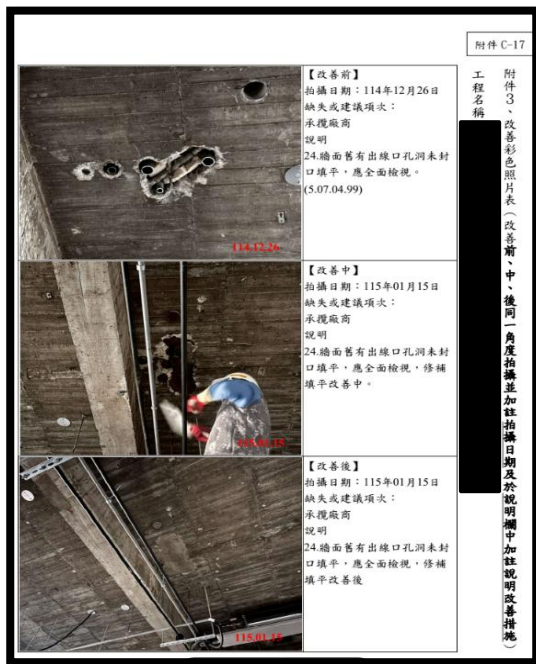 附件 C-17
附件3、改善彩色照片表(改善前、中、後同一角度拍攝並加註拍攝日期及於說明欄中加註說明改善措施)
工程名稱
【改善前】
拍攝日期：114年12月26日
缺失或建議項次：
承攬廠商
說明
24.牆面舊有出線口孔洞未封
口填平，應全面檢視。
(5.07.04.99)
114.12.26
【改善中】
拍攝日期：115年01月15日
缺失或建議項次：
承攬廠商
說明
24.牆面舊有出線口孔洞未封
口填平，應全面檢視，修補
填平改善中。
115.01.15
【改善後】
拍攝日期：115年01月15日
缺失或建議項次：
承攬廠商
說明
24.牆面舊有出線口孔洞未封
口填平，應全面檢視，修補
填平改善後
115.01.15